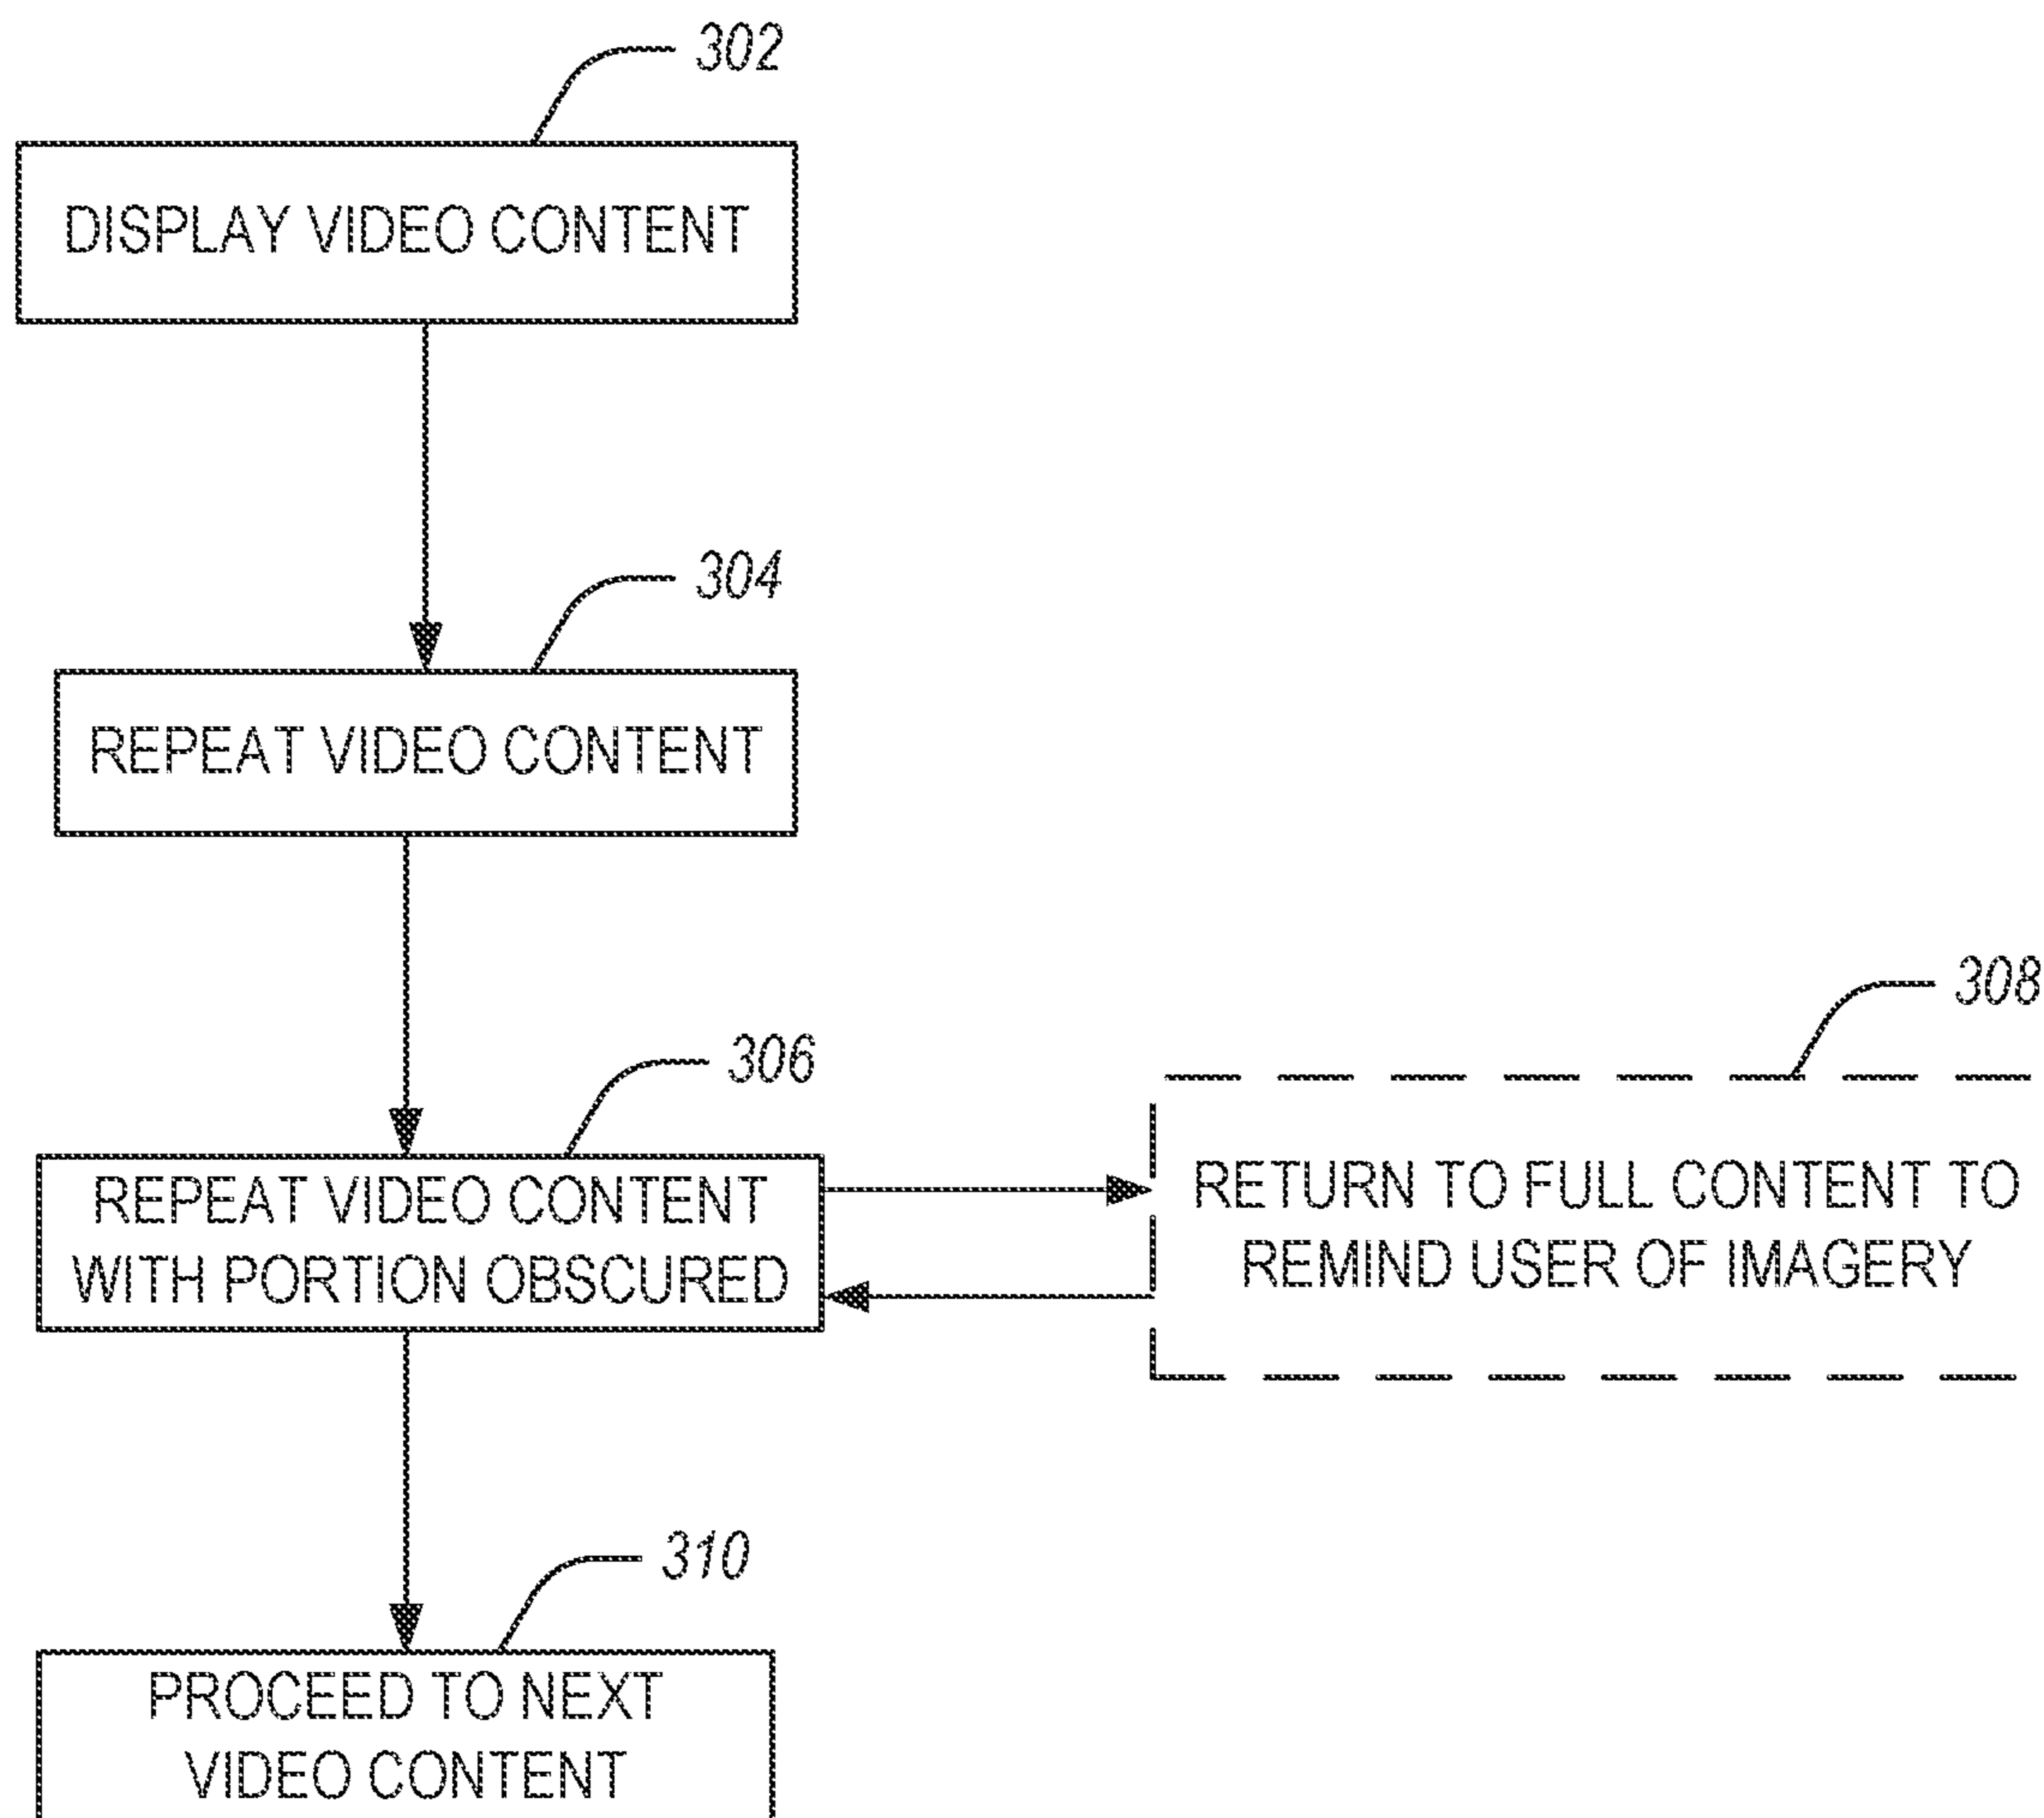 302
DISPLAY VIDEO CONTENT
304
REPEAT VIDEO CONTENT
306
REPEAT VIDEO CONTENT
WITH PORTION OBSCURED
308
RETURN TO FULL CONTENT TO
REMIND USER OF IMAGERY
310
PROCEED TO NEXT
VIDEO CONTENT